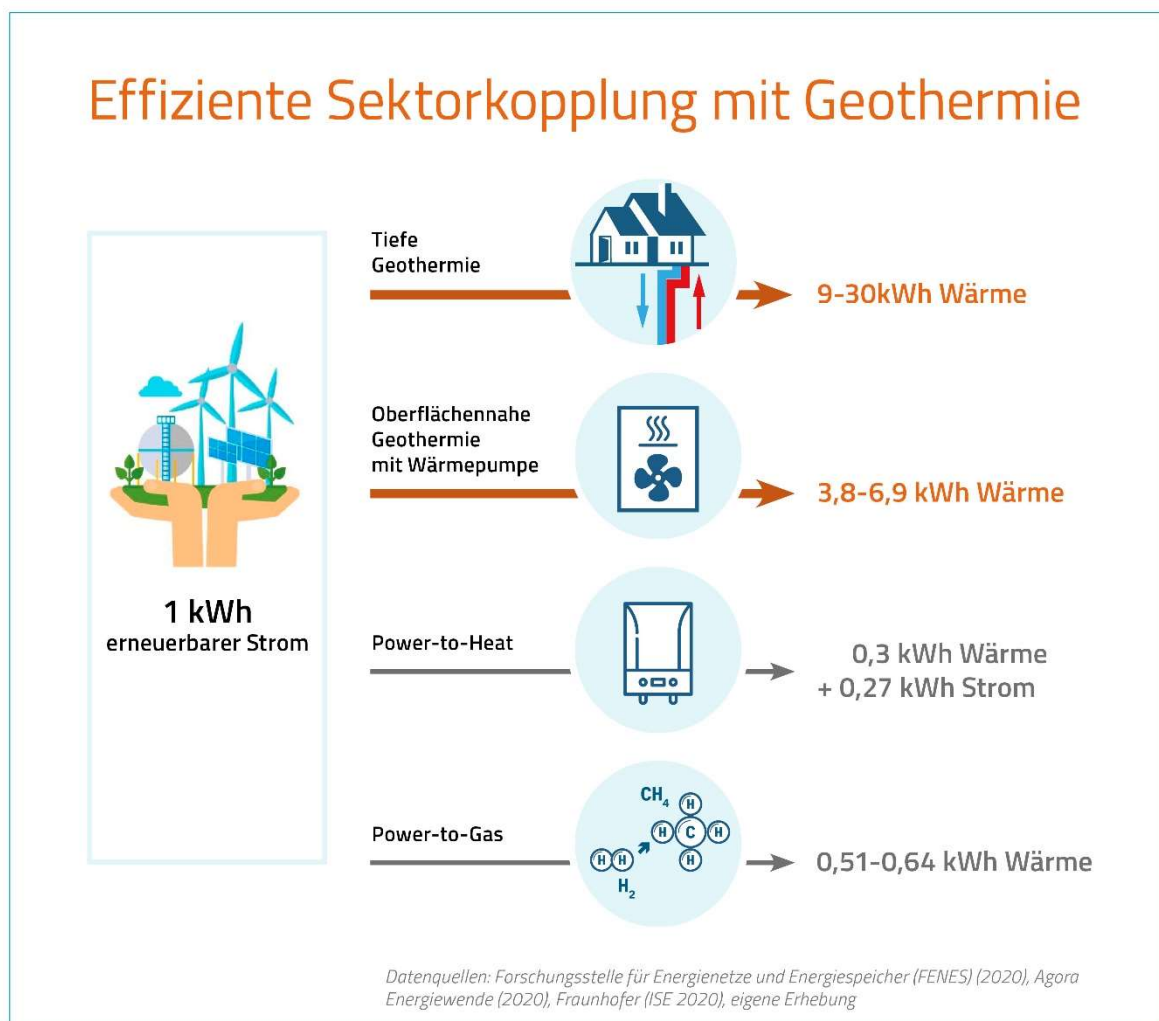 Effiziente Sektorkopplung mit Geothermie
Tiefe
Geothermie
9-30kWh Wärme
Oberflächennahe
Geothermie
mit Wärmepumpe
3,8-6,9 kWh Wärme
1 kWh
erneuerbarer Strom
Power-to-Heat
0,3 kWh Wärme
+ 0,27 kWh Strom
Power-to-Gas
CH₄
H
H C H
H
H H
H₂
0,51-0,64 kWh Wärme
Datenquellen: Forschungsstelle für Energienetze und Energiespeicher (FENES) (2020), Agora
Energiewende (2020), Fraunhofer (ISE 2020), eigene Erhebung